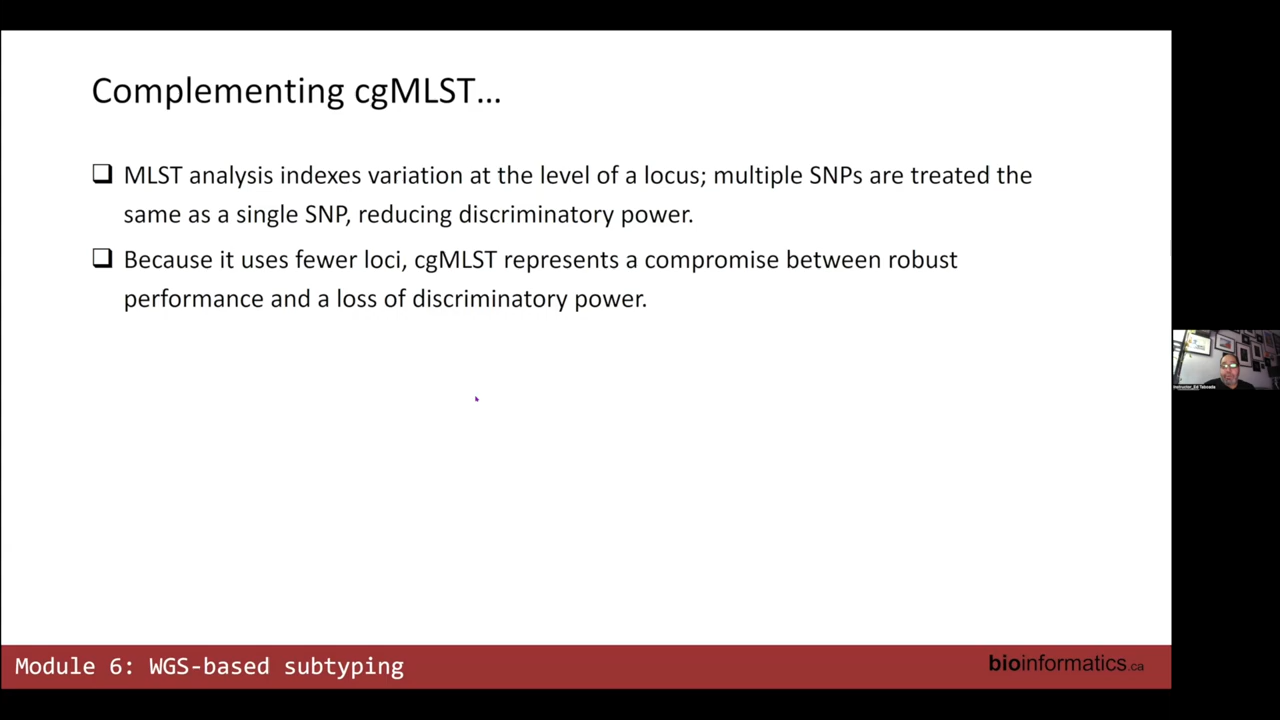 Complementing cgMLST...
MLST analysis indexes variation at the level of a locus; multiple SNPs are treated the
same as a single SNP, reducing discriminatory power.
Because it uses fewer loci, cgMLST represents a compromise between robust
performance and a loss of discriminatory power.
Instructor_Ed Taboada
Module 6: WGS-based subtyping
bioinformatics.ca